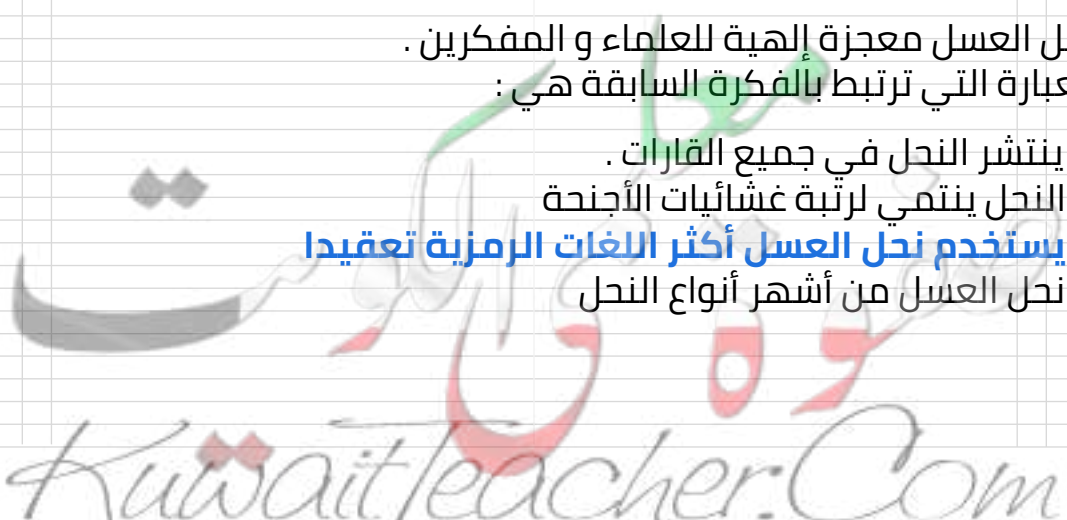 ل العسل معجزة إلهية للعلماء و المفكرين .
عبارة التي ترتبط بالفكرة السابقة هي :
ينتشر النحل في جميع القارات .
النحل ينتمي لرتبة غشائيات الأجنحة
يستخدم نحل العسل أكثر اللغات الرمزية تعقيدا
نحل العسل من أشهر أنواع النحل
KuwaitTeacher.Com